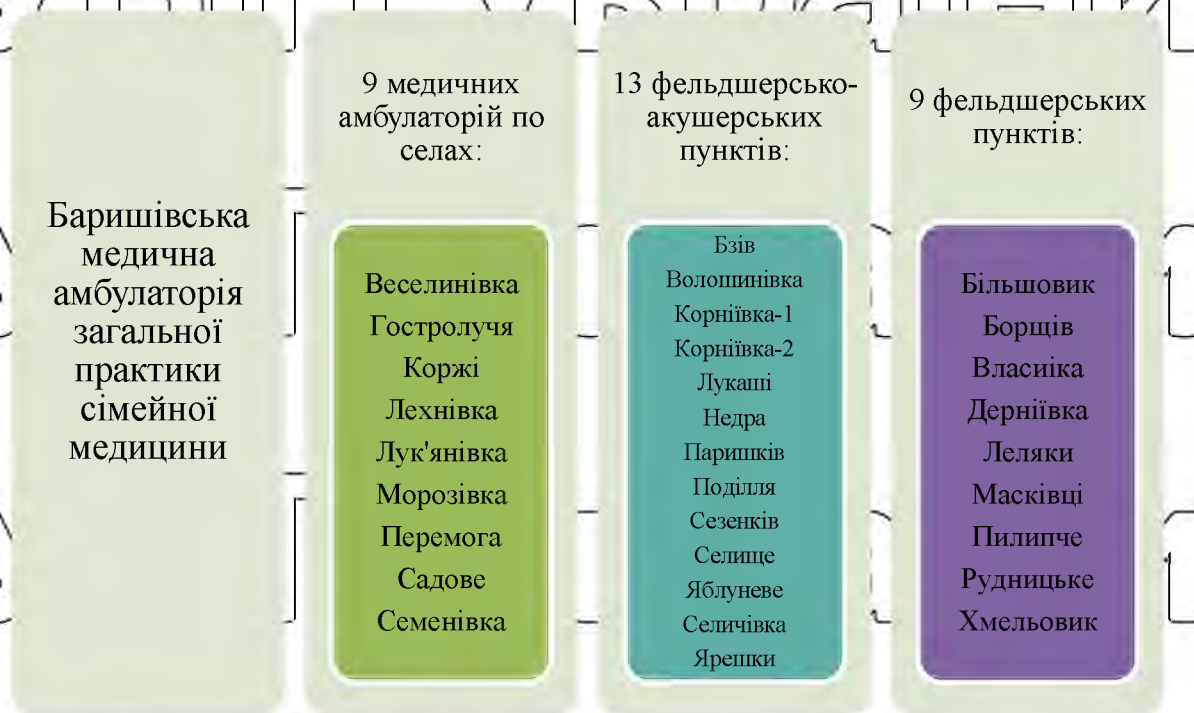 Баришівська
медична
амбулаторія
загальної
практики
сімейної
медицини
9 медичних
амбулаторій по
селах:
Веселинівка
Гостролучя
Коржі
Лехнівка
Лук'янівка
Морозівка
Перемога
Садове
Семенівка
13 фельдшерсько-
акушерських
пунктів:
Бзів
Волошинівка
Корніївка-1
Корніївка-2
Лукаші
Недра
Паришків
Поділля
Сезенків
Селище
Яблуневе
Селичівка
Ярешки
9 фельдшерських
пунктів:
Більшовик
Борщів
Власиіка
Дерніївка
Леляки
Масківці
Пилипче
Рудницьке
Хмельовик